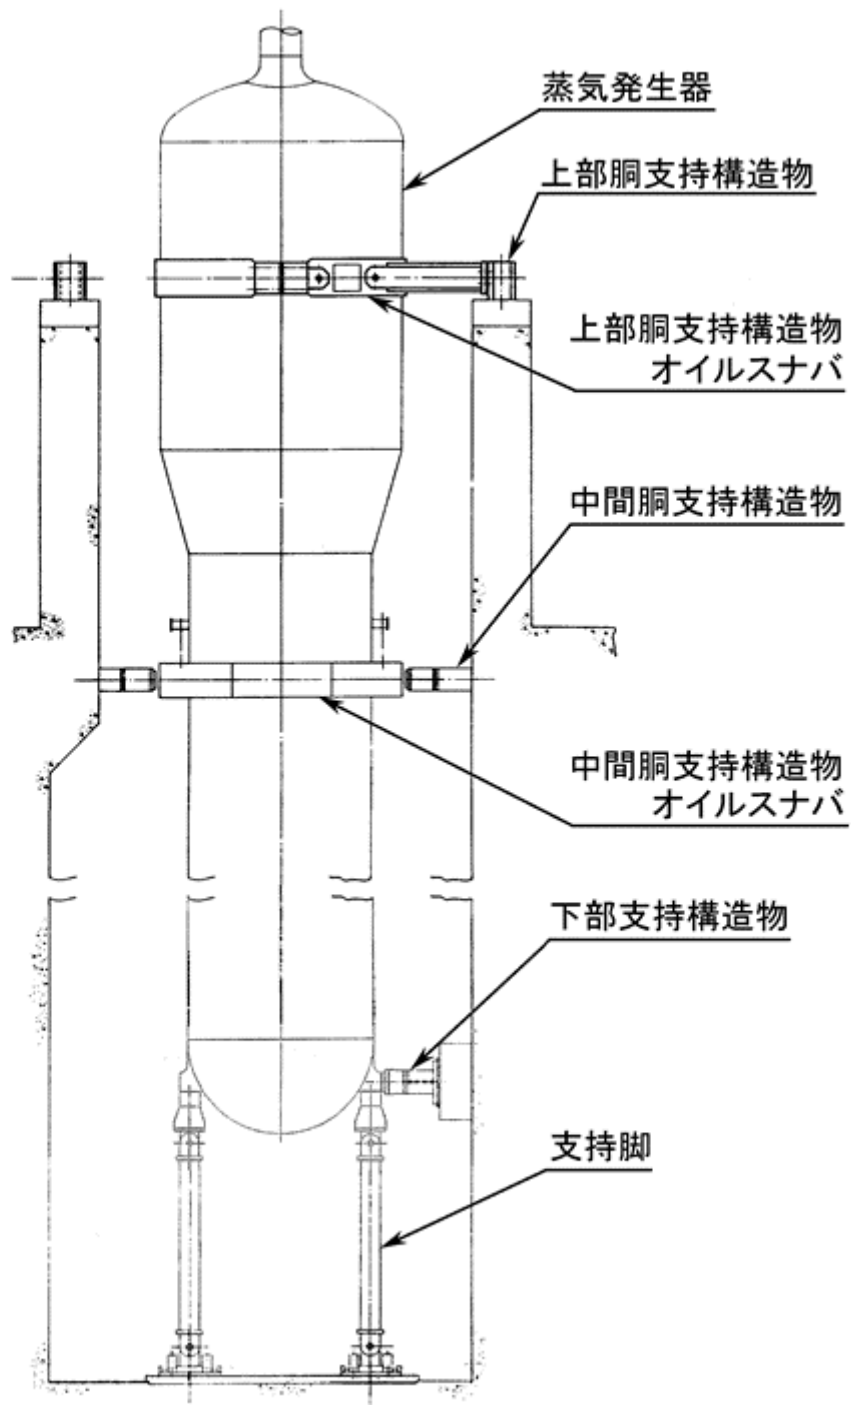 蒸気発生器
上部胴支持構造物
上部胴支持構造物
オイルスナバ
中間胴支持構造物
中間胴支持構造物
オイルスナバ
下部支持構造物
支持脚